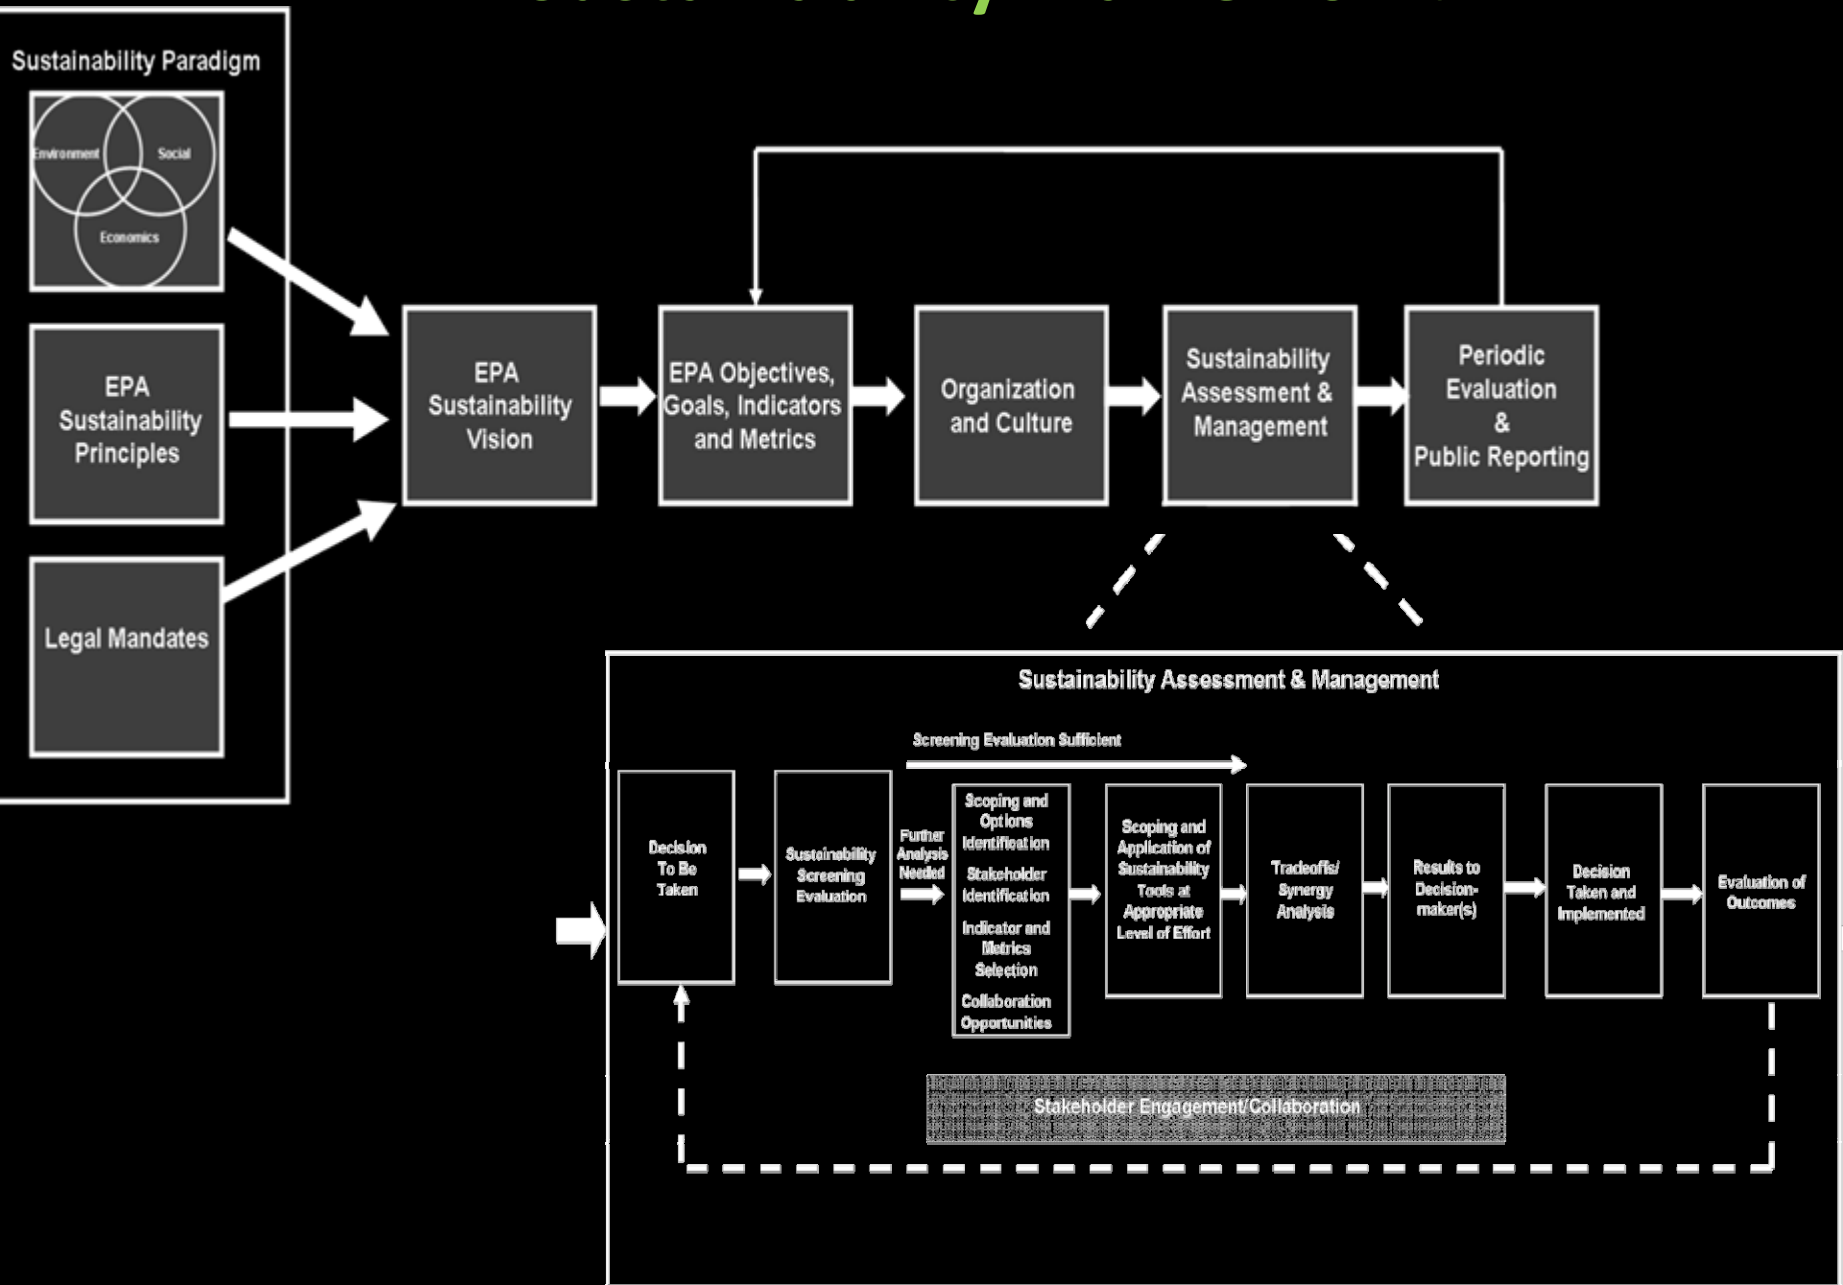 Sustainability Paradigm
Environment
Social
Economics
EPA
Sustainability
Principles
Legal Mandates
EPA
Sustainability
Vision
EPA Objectives,
Goals, Indicators
and Metrics
Organization
and Culture
Sustainability
Assessment &
Management
Periodic
Evaluation
&
Public Reporting
Sustainability Assessment & Management
Screening Evaluation Sufficient
Decision
To Be
Taken
Sustainability
Screening
Evaluation
Further
Analysis
Needed
Scoping and
Options
Identification
Stakeholder
Identification
Indicator and
Metrics
Selection
Collaboration
Opportunities
Scoping and
Application of
Sustainability
Tools at
Appropriate
Level of Effort
Tradeoffs/
Synergy
Analysis
Results to
Decision-
maker(s)
Decision
Taken and
Implemented
Evaluation of
Outcomes
Stakeholder Engagement/Collaboration